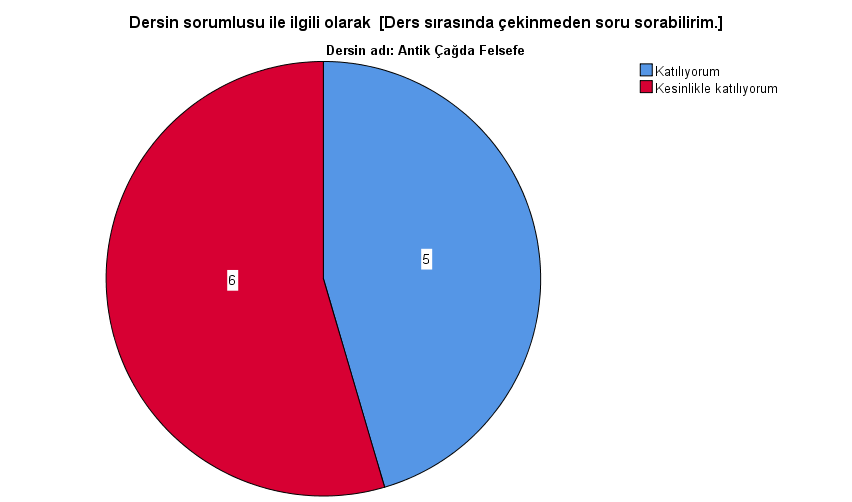 Dersin sorumlusu ile ilgili olarak  [Ders sırasında çekinmeden soru sorabilirim.]
Dersin adı: Antik Çağda Felsefe
Katılıyorum
Kesinlikle katılıyorum
5
6